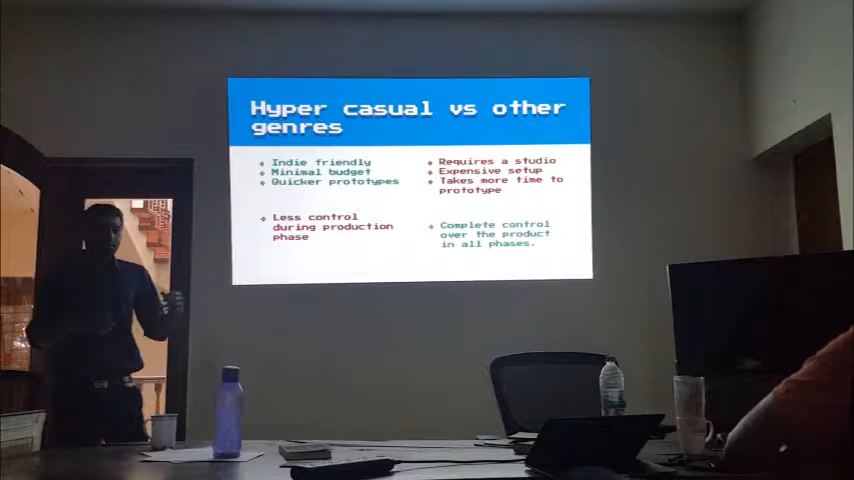 Hyper casual vs other
genres
❖ Indie friendly
❖ Minimal budget
❖ Quicker prototypes
❖ Less control
during production
phase
❖ Requires a studio
❖ Expensive setup
❖ Takes more time to
prototype
❖ Complete control
over the product
in all phases.